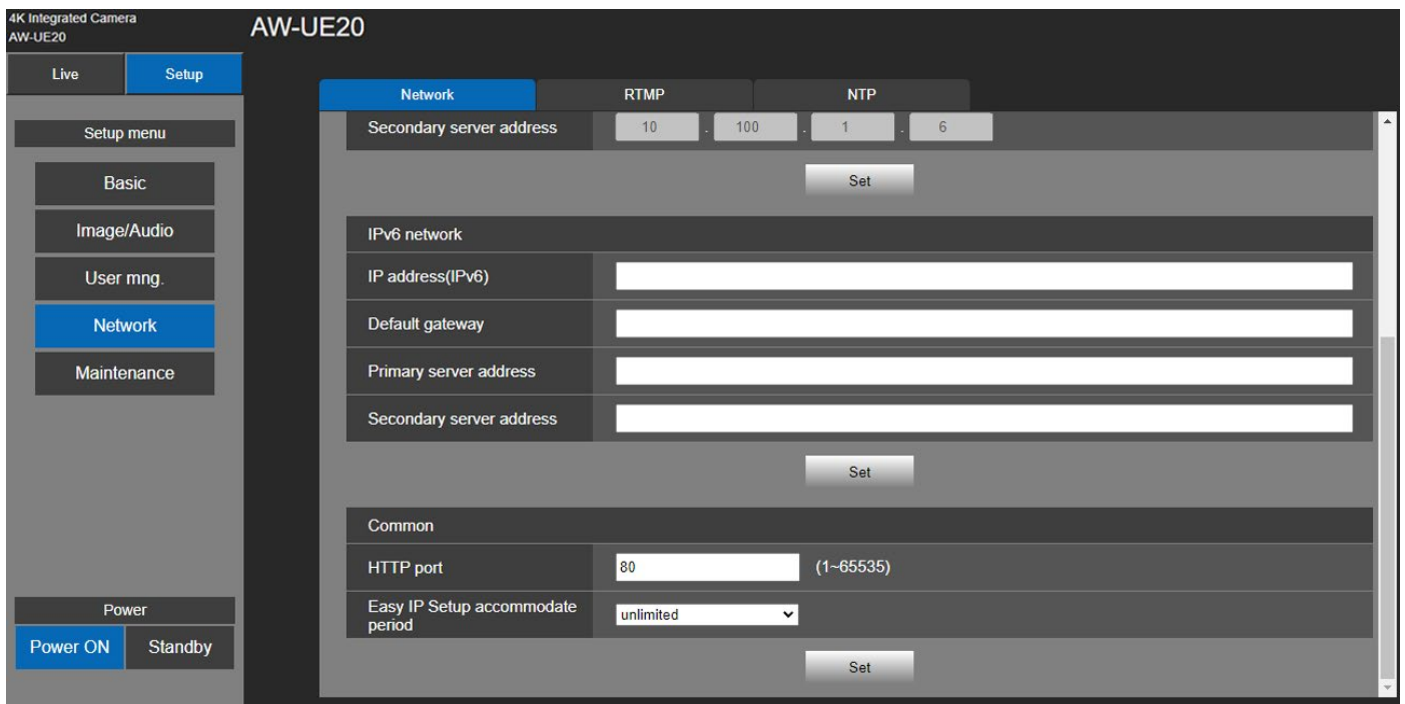 4K Integrated Camera
AW-UE20
AW-UE20
Live Setup
Network RTMP NTP
Setup menu
Basic
Image/Audio
User mng.
Network
Maintenance
Power
Power ON Standby
Secondary server address 10 . 100 . 1 . 6
Set
IPv6 network
IP address(IPv6)
Default gateway
Primary server address
Secondary server address
Set
Common
HTTP port 80 (1~65535)
Easy IP Setup accommodate
period
unlimited
Set